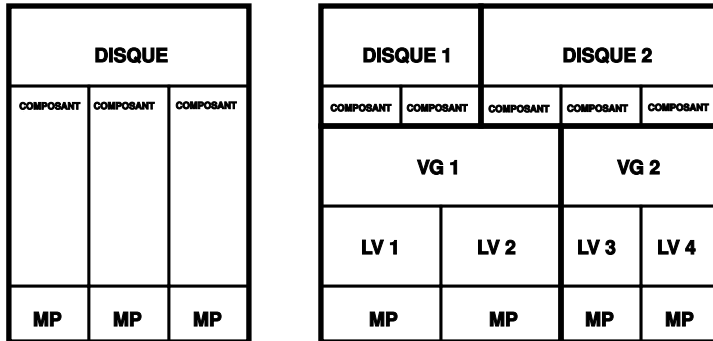 DISQUE
COMPOSANT COMPOSANT COMPOSANT
MP MP MP
DISQUE 1 DISQUE 2
COMPOSANT COMPOSANT COMPOSANT COMPOSANT COMPOSANT
VG 1 VG 2
LV 1 LV 2 LV 3 LV 4
MP MP MP MP